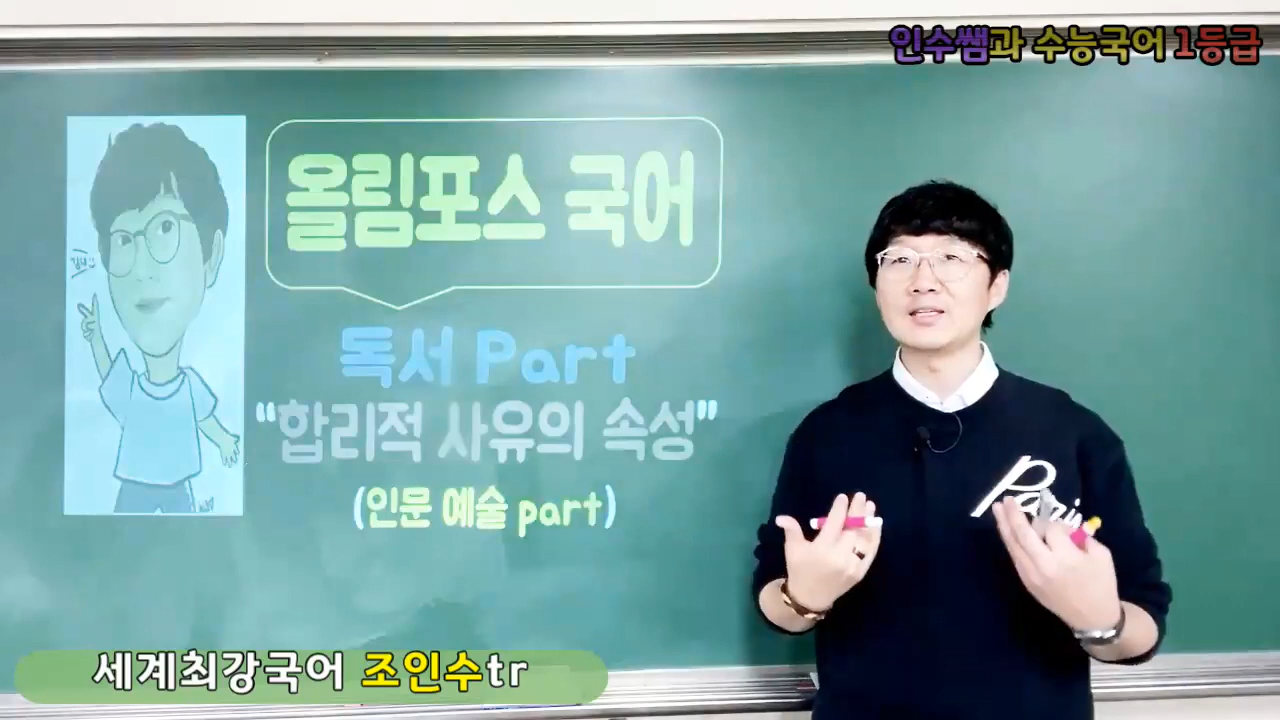 인수쌤과 수능국어 1등급
올림포스 국어
독서 Part
“합리적 사유의 속성”
(인문 예술 part)
Paris
세계최강국어 조인수tr